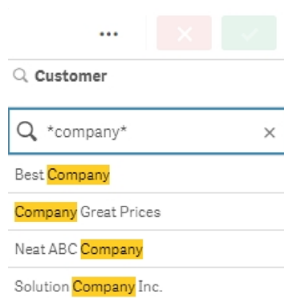 Customer
*company*
Best Company
Company Great Prices
Neat ABC Company
Solution Company Inc.